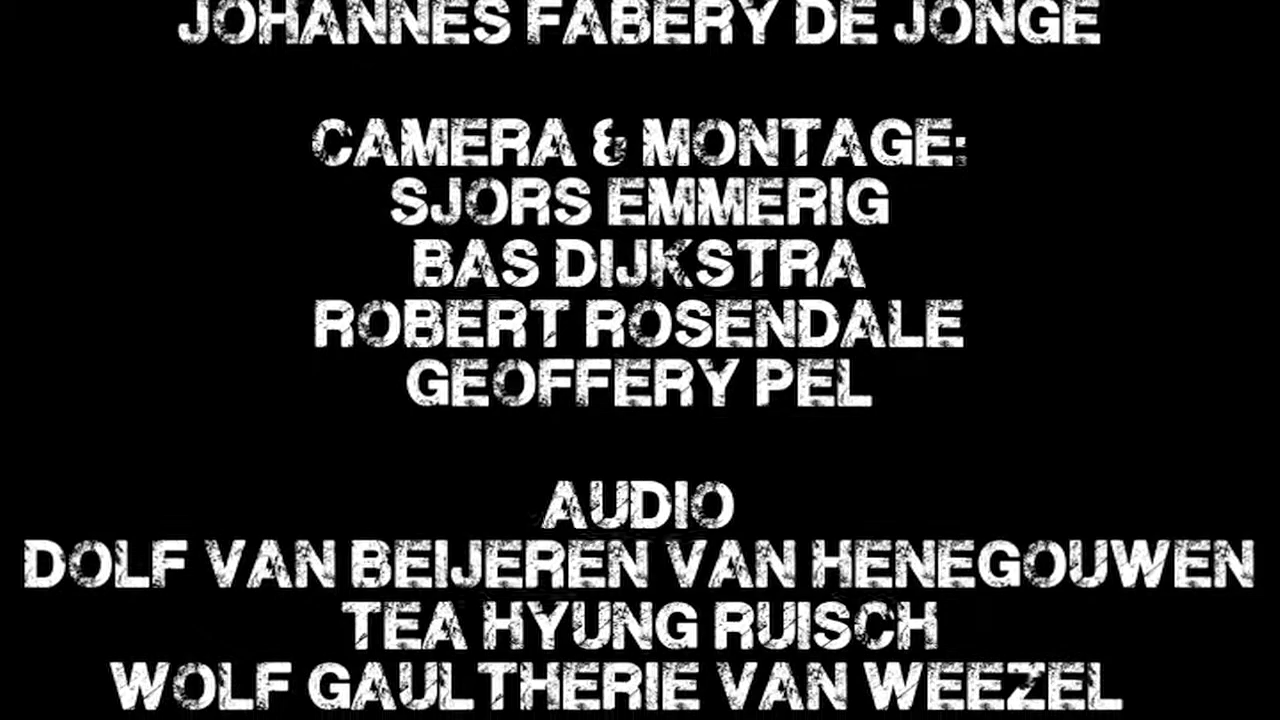 JOHANNES FABERY DE JONGE
CAMERA & MONTAGE:
SJORS EMMERIG
BAS DIJKSTRA
ROBERT ROSENDALE
GEOFFERY PEL
AUDIO
DOLF VAN BEIJEREN VAN HENEGOUWEN
TEA HYUNG RUISCH
WOLF GAULTHERIE VAN WEEZEL